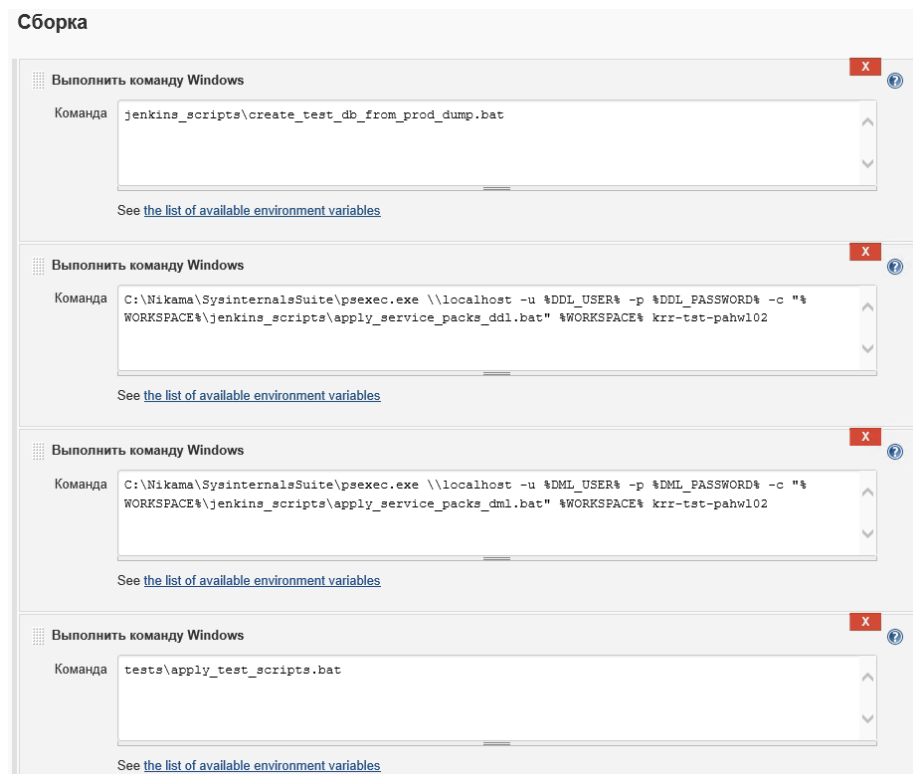 Сборка
X
Выполнить команду Windows
Команда
jenkins_scripts\create_test_db_from_prod_dump.bat
See the list of available environment variables
X
Выполнить команду Windows
Команда
C:\Nikama\SysinternalsSuite\psexec.exe \\localhost -u %DDL_USER% -p %DDL_PASSWORD% -c "%
WORKSPACE%\jenkins_scripts\apply_service_packs_ddl.bat" %WORKSPACE% krr-tst-pahwl02
See the list of available environment variables
X
Выполнить команду Windows
Команда
C:\Nikama\SysinternalsSuite\psexec.exe \\localhost -u %DML_USER% -p %DML_PASSWORD% -c "%
WORKSPACE%\jenkins_scripts\apply_service_packs_dml.bat" %WORKSPACE% krr-tst-pahwl02
See the list of available environment variables
X
Выполнить команду Windows
Команда
tests\apply_test_scripts.bat
See the list of available environment variables